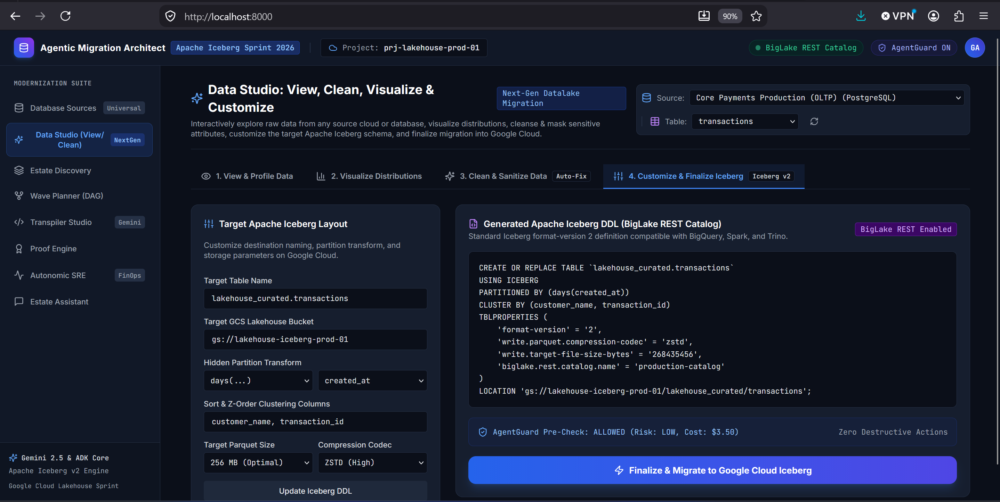 http://localhost:8000
90%
VPN
Agentic Migration Architect
Apache Iceberg Sprint 2026
Project: prj-lakehouse-prod-01
BigLake REST Catalog
AgentGuard ON
GA
MODERNIZATION SUITE
Database Sources
Universal
Data Studio (View/
Clean)
NextGen
Estate Discovery
Wave Planner (DAG)
Transpiler Studio
Gemini
Proof Engine
Autonomic SRE
FinOps
Estate Assistant
Gemini 2.5 & ADK Core
Apache Iceberg v2 Engine
Google Cloud Lakehouse Sprint
Data Studio: View, Clean, Visualize &
Customize
Next-Gen Datalake
Migration
Interactively explore raw data from any source cloud or database, visualize distributions, cleanse & mask sensitive
attributes, customize the target Apache Iceberg schema, and finalize migration into Google Cloud.
Source: Core Payments Production (OLTP) (PostgreSQL)
Table: transactions
1. View & Profile Data
2. Visualize Distributions
3. Clean & Sanitize Data
Auto-Fix
4. Customize & Finalize Iceberg
Iceberg v2
Target Apache Iceberg Layout
Customize destination naming, partition transform, and
storage parameters on Google Cloud.
Target Table Name
lakehouse_curated.transactions
Target GCS Lakehouse Bucket
gs://lakehouse-iceberg-prod-01
Hidden Partition Transform
days(...)
created_at
Sort & Z-Order Clustering Columns
customer_name, transaction_id
Target Parquet Size
Compression Codec
256 MB (Optimal)
ZSTD (High)
Update Iceberg DDL
Generated Apache Iceberg DDL (BigLake REST Catalog)
Standard Iceberg format-version 2 definition compatible with BigQuery, Spark, and Trino.
BigLake REST Enabled
CREATE OR REPLACE TABLE `lakehouse_curated.transactions`
USING ICEBERG
PARTITIONED BY (days(created_at))
CLUSTER BY (customer_name, transaction_id)
TBLPROPERTIES (
'format-version' = '2',
'write.parquet.compression-codec' = 'zstd',
'write.target-file-size-bytes' = '268435456',
'biglake.rest.catalog.name' = 'production-catalog'
)
LOCATION 'gs://lakehouse-iceberg-prod-01/lakehouse_curated/transactions';
AgentGuard Pre-Check: ALLOWED (Risk: LOW, Cost: $3.50)
Zero Destructive Actions
Finalize & Migrate to Google Cloud Iceberg